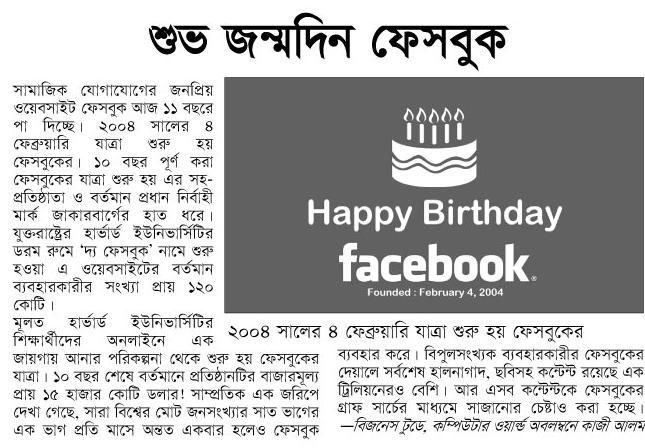 শুভ জন্মদিন ফেসবুক
সামাজিক যোগাযোগের জনপ্রিয়
ওয়েবসাইট ফেসবুক আজ ১১ বছরে
পা দিচ্ছে। ২০০৪ সালের ৪
ফেব্রুয়ারি যাত্রা শুরু হয়
ফেসবুকের। ১০ বছর পূর্ণ করা
ফেসবুকের যাত্রা শুরু হয় এর সহ-
প্রতিষ্ঠাতা ও বর্তমান প্রধান নির্বাহী
মার্ক জাকারবার্গের হাত ধরে।
যুক্তরাষ্ট্রের হার্ভার্ড ইউনিভার্সিটির
ডরম রুমে ‘দ্য ফেসবুক’ নামে শুরু
হওয়া এ ওয়েবসাইটের বর্তমান
ব্যবহারকারীর সংখ্যা প্রায় ১২০
কোটি।
মূলত হার্ভার্ড ইউনিভার্সিটির
শিক্ষার্থীদের অনলাইনে এক
জায়গায় আনার পরিকল্পনা থেকে শুরু হয় ফেসবুকের
যাত্রা। ১০ বছর শেষে বর্তমানে প্রতিষ্ঠানটির বাজারমূল্য
প্রায় ১৫ হাজার কোটি ডলার! সাম্প্রতিক এক জরিপে
দেখা গেছে, সারা বিশ্বের মোট জনসংখ্যার সাত ভাগের
এক ভাগ প্রতি মাসে অন্তত একবার হলেও ফেসবুক
Happy Birthday
facebook®
Founded : February 4, 2004
২০০৪ সালের ৪ ফেব্রুয়ারি যাত্রা শুরু হয় ফেসবুকের
ব্যবহার করে। বিপুলসংখ্যক ব্যবহারকারীর ফেসবুকের
দেয়ালে সর্বশেষ হালনাগাদ, ছবিসহ কন্টেন্ট রয়েছে এক
ট্রিলিয়নেরও বেশি। আর এসব কন্টেন্টকে ফেসবুকের
গ্রাফ সার্চের মাধ্যমে সাজানোর চেষ্টাও করা হচ্ছে।
—বিজনেস টুডে, কম্পিউটার ওয়ার্ল্ড অবলম্বনে কাজী আলম